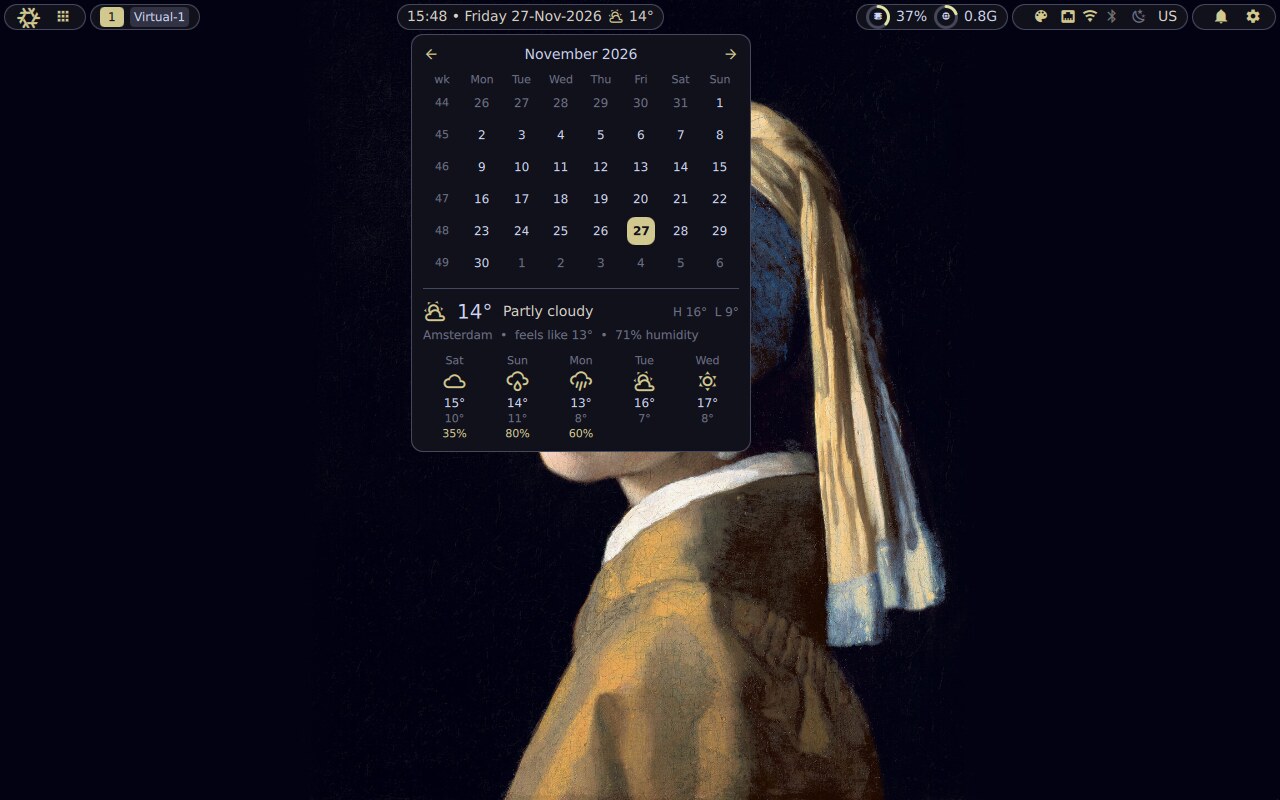 1 Virtual-1 15:48 • Friday 27-Nov-2026 14° 37% 0.8G US
November 2026
wk Mon Tue Wed Thu Fri Sat Sun
44 26 27 28 29 30 31 1
45 2 3 4 5 6 7 8
46 9 10 11 12 13 14 15
47 16 17 18 19 20 21 22
48 23 24 25 26 27 28 29
49 30 1 2 3 4 5 6
14° Partly cloudy H 16° L 9°
Amsterdam • feels like 13° • 71% humidity
Sat Sun Mon Tue Wed
15° 14° 13° 16° 17°
10° 11° 8° 7° 8°
35% 80% 60%